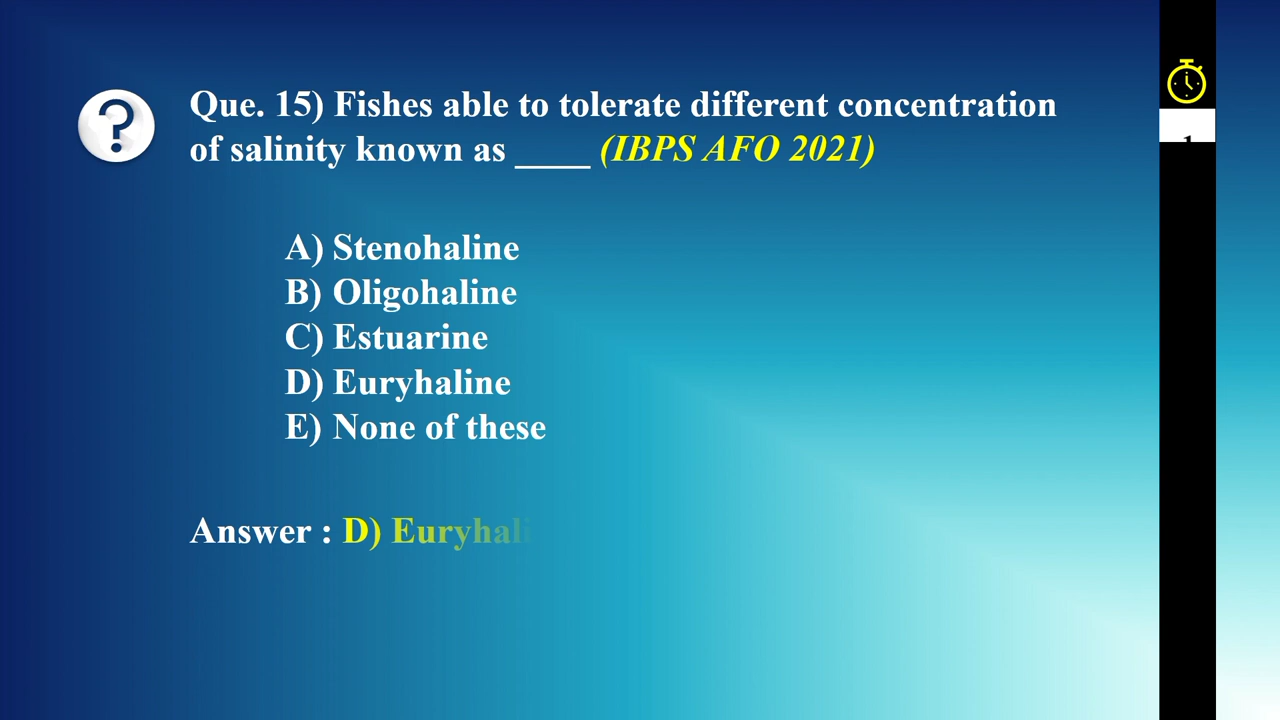 Que. 15) Fishes able to tolerate different concentration
of salinity known as ____ (IBPS AFO 2021)
A) Stenohaline
B) Oligohaline
C) Estuarine
D) Euryhaline
E) None of these
Answer : D) Euryhali